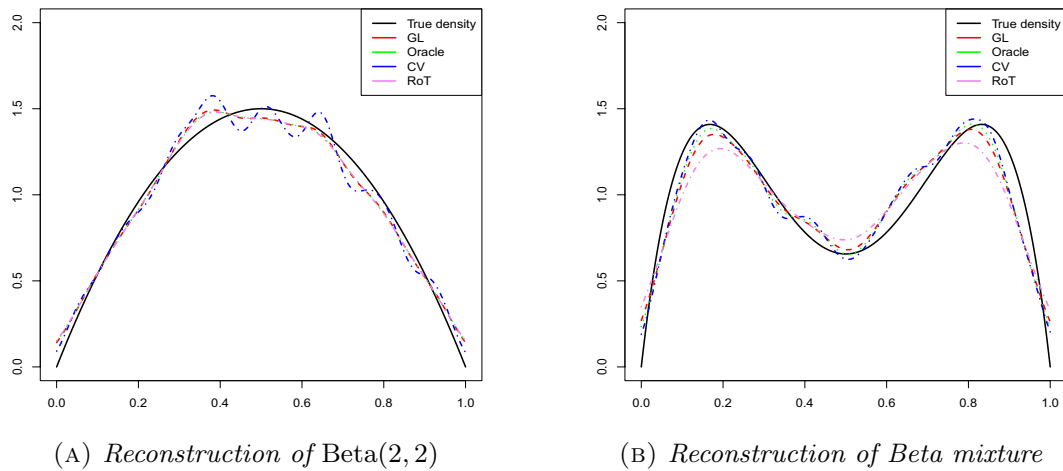 2.0
1.5
1.0
0.5
0.0
0.0 0.2 0.4 0.6 0.8 1.0
True density
GL
Oracle
CV
RoT
(A) Reconstruction of Beta(2, 2)
2.0
1.5
1.0
0.5
0.0
0.0 0.2 0.4 0.6 0.8 1.0
True density
GL
Oracle
CV
RoT
(B) Reconstruction of Beta mixture